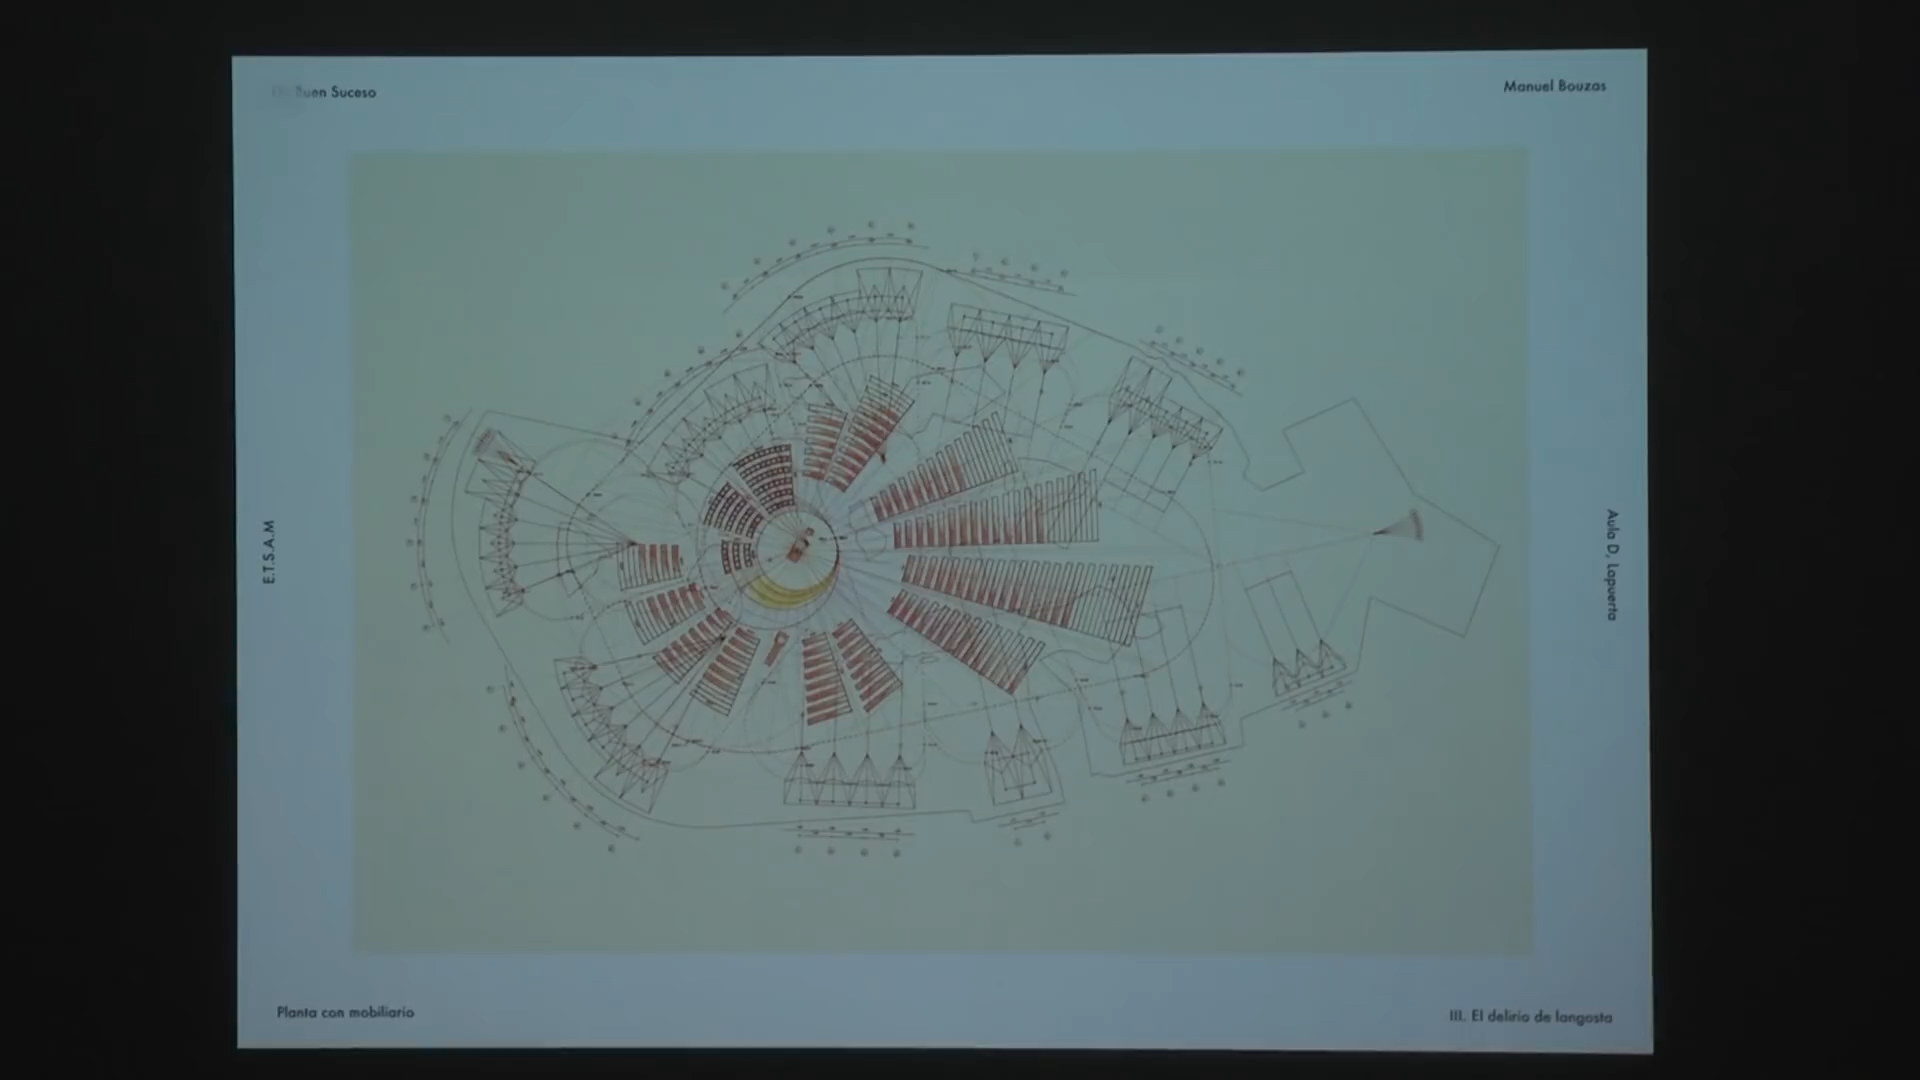 Buen Suceso
Manuel Bouzas
E.T.S.A.M
Aula D, Lapuerta
Planta con mobiliario
III. El delirio de langosta